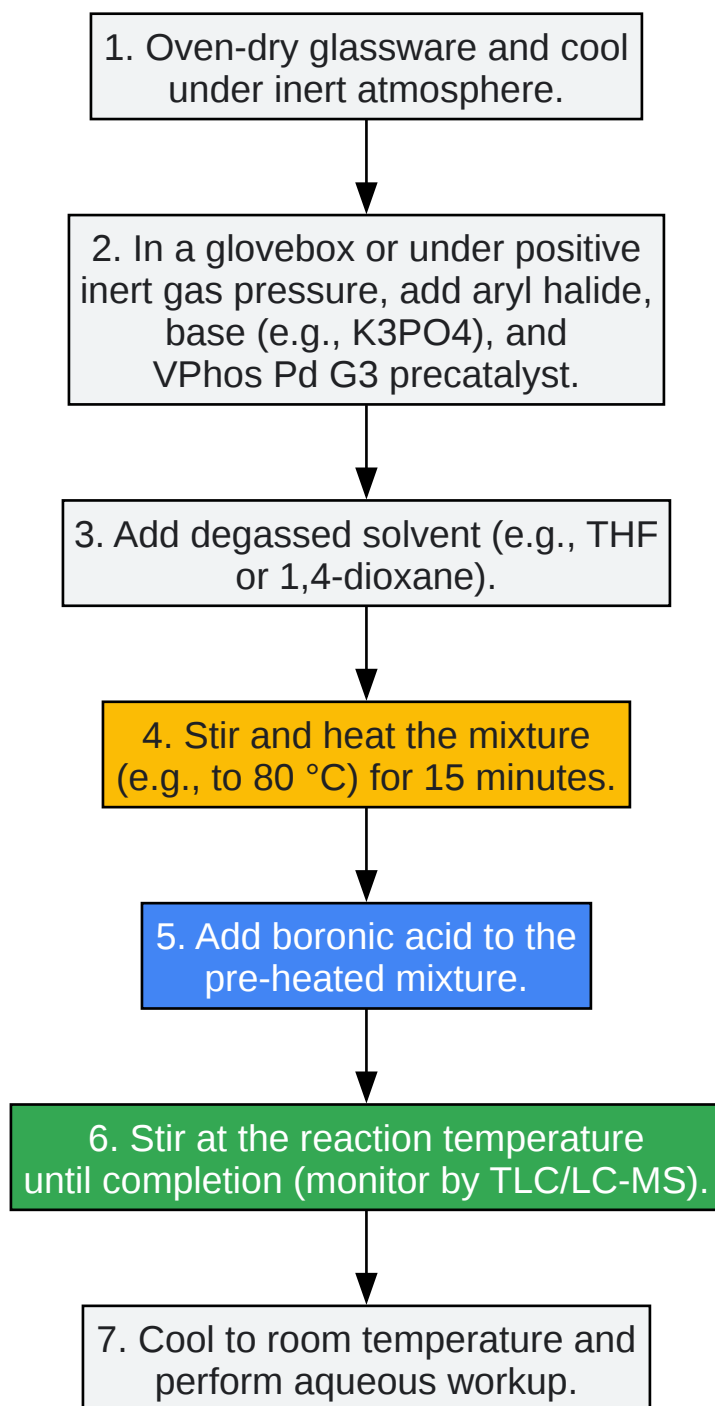 1. Oven-dry glassware and cool
under inert atmosphere.
2. In a glovebox or under positive
inert gas pressure, add aryl halide,
base (e.g., K3PO4), and
VPhos Pd G3 precatalyst.
3. Add degassed solvent (e.g., THF
or 1,4-dioxane).
4. Stir and heat the mixture
(e.g., to 80 °C) for 15 minutes.
5. Add boronic acid to the
pre-heated mixture.
6. Stir at the reaction temperature
until completion (monitor by TLC/LC-MS).
7. Cool to room temperature and
perform aqueous workup.